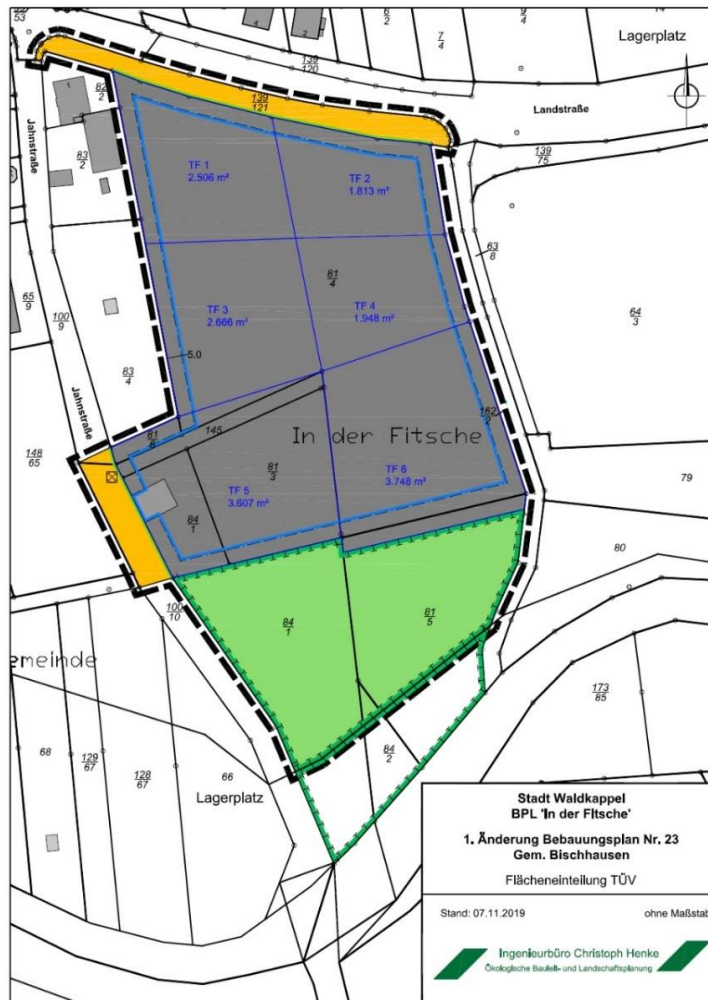 53
6
2
7
4
9
4
14
Lagerplatz
4
2
139
120
1
82
2
139
121
Landstraße
Jahnstraße
83
2
139
75
TF 1
2.506 m²
TF 2
1.813 m²
63
8
81
4
65
9
100
9
TF 3
2.666 m²
TF 4
1.948 m²
64
3
5.0
83
4
Jahnstraße
162
2
81
6
145
In der Fitsche
148
65
81
3
TF 5
3.607 m²
TF 6
3.748 m²
79
84
1
80
100
10
84
1
81
5
emeinde
173
85
68
129
67
128
67
66
84
2
Lagerplatz
Stadt Waldkappel
BPL 'In der Fitsche'
1. Änderung Bebauungsplan Nr. 23
Gem. Bischhausen
Flächeneinteilung TÜV
Stand: 07.11.2019 ohne Maßstab
Ingenieurbüro Christoph Henke
Ökologische Bauleit- und Landschaftsplanung